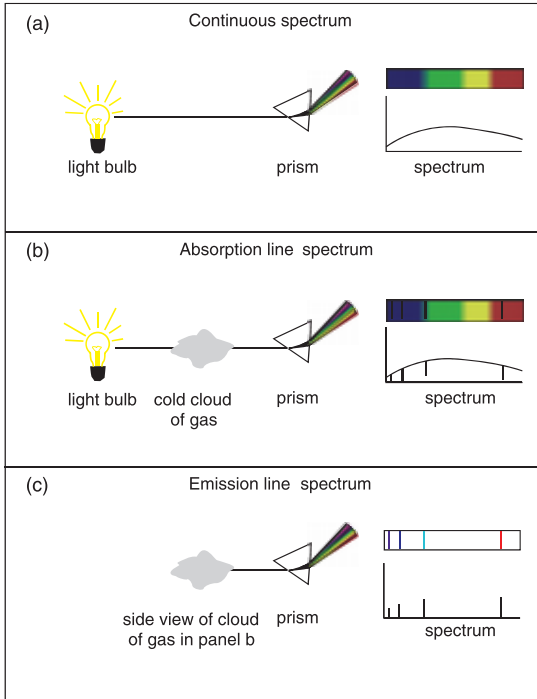 (a)
Continuous spectrum
light bulb
prism
spectrum
(b)
Absorption line spectrum
light bulb
cold cloud
of gas
prism
spectrum
(c)
Emission line spectrum
side view of cloud
of gas in panel b
prism
spectrum